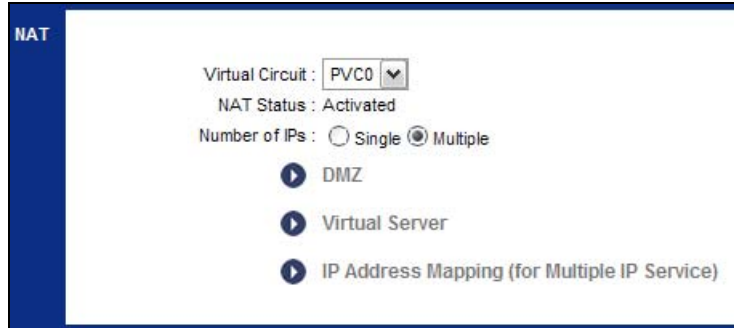 NAT
Virtual Circuit : PVC0
NAT Status : Activated
Number of IPs : Single Multiple
DMZ
Virtual Server
IP Address Mapping (for Multiple IP Service)